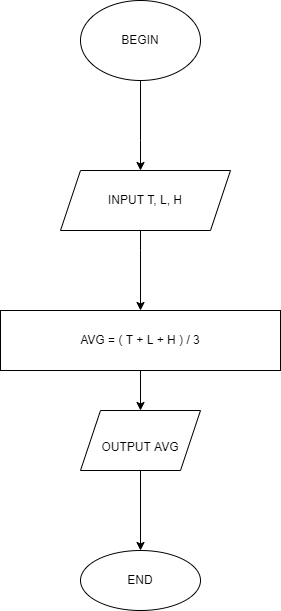 BEGIN
INPUT T, L, H
AVG = ( T + L + H ) / 3
OUTPUT AVG
END